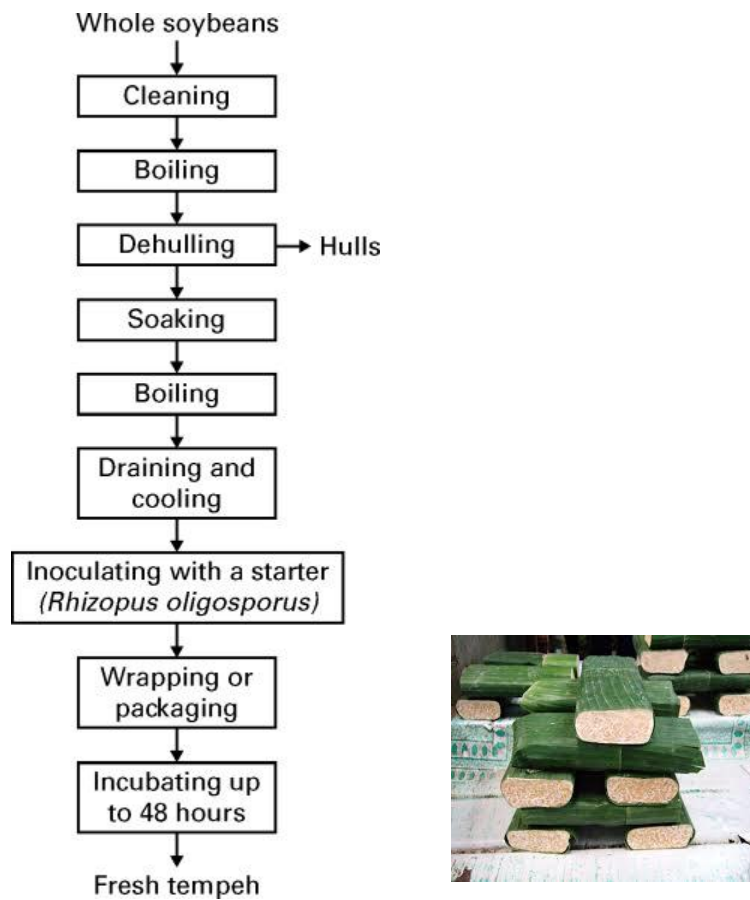 Whole soybeans
Cleaning
Boiling
Dehulling
Hulls
Soaking
Boiling
Draining and
cooling
Inoculating with a starter
(Rhizopus oligosporus)
Wrapping or
packaging
Incubating up
to 48 hours
Fresh tempeh